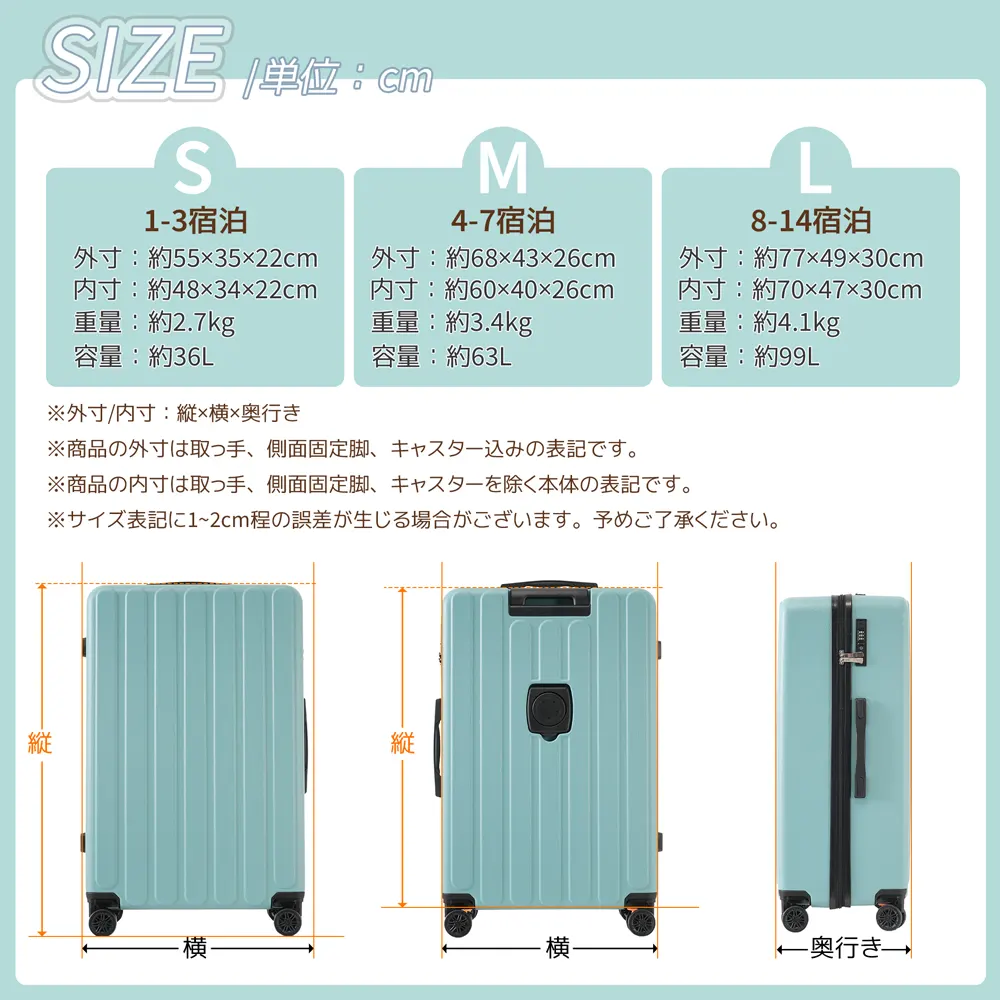 SIZE /単位：cm
S
1-3宿泊
外寸：約55×35×22cm
内寸：約48×34×22cm
重量：約2.7kg
容量：約36L
M
4-7宿泊
外寸：約68×43×26cm
内寸：約60×40×26cm
重量：約3.4kg
容量：約63L
L
8-14宿泊
外寸：約77×49×30cm
内寸：約70×47×30cm
重量：約4.1kg
容量：約99L
※外寸/内寸：縦×横×奥行き
※商品の外寸は取っ手、側面固定脚、キャスター込みの表記です。
※商品の内寸は取っ手、側面固定脚、キャスターを除く本体の表記です。
※サイズ表記に1~2cm程の誤差が生じる場合がございます。予めご了承ください。
縦
横
縦
横
奥行き